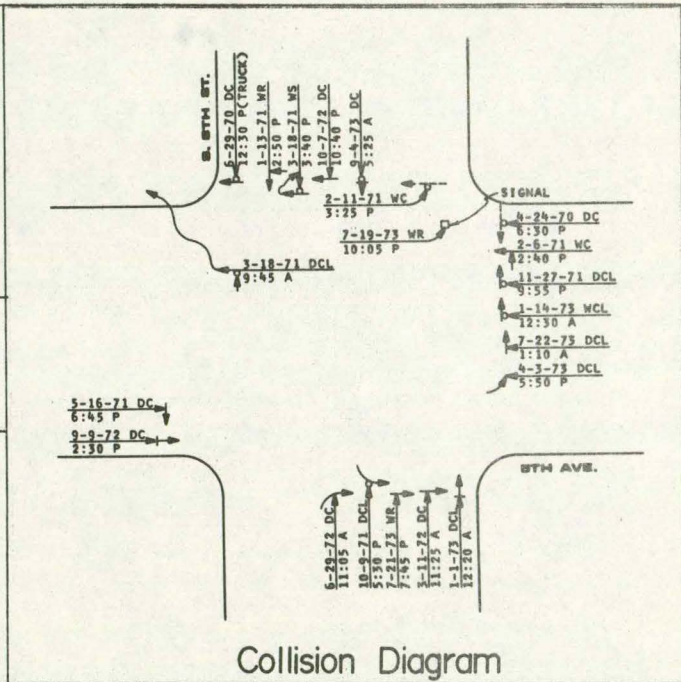 S. 8TH ST.
6-29-70 DC
12:30 P(TRUCK)
1-13-71 WR
12:50 P
3-18-71 WS
3:40 P
10-7-72 DC
10:40 P
9-4-73 DC
5:25 A
2-11-71 WC
3:25 P
SIGNAL
7-19-73 WR
10:05 P
4-24-70 DC
6:30 P
2-6-71 WC
2:40 P
3-18-71 DCL
9:45 A
11-27-71 DCL
9:55 P
1-14-73 WCL
12:30 A
7-22-73 DCL
1:10 A
4-3-73 DCL
5:50 P
5-16-71 DC
6:45 P
9-9-72 DC
2:30 P
8TH AVE.
6-29-72 DC
11:05 A
10-9-71 DCL
5:30 P
7-21-73 WR
7:45 P
3-11-72 DC
11:25 A
1-1-73 DCL
12:20 A
Collision Diagram